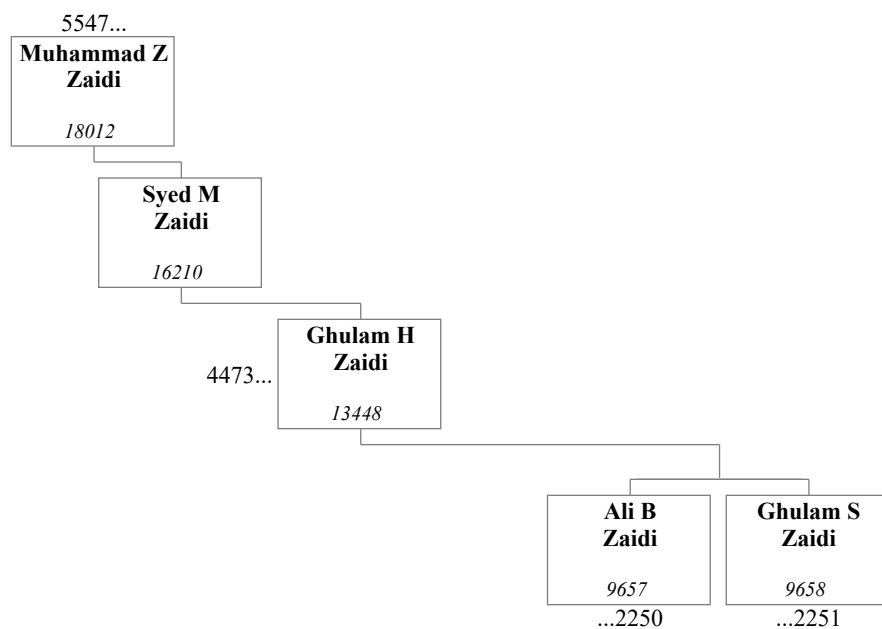 5547...
Muhammad Z
Zaidi
18012
Syed M
Zaidi
16210
4473...
Ghulam H
Zaidi
13448
Ali B
Zaidi
9657
...2250
Ghulam S
Zaidi
9658
...2251